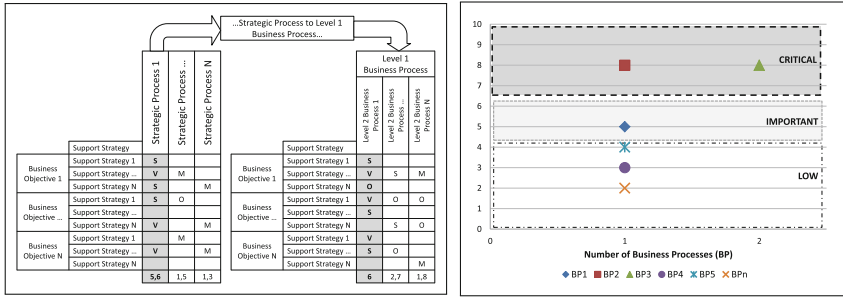 ...Strategic Process to Level 1
Business Process...
Strategic Process 1
Strategic Process ...
Strategic Process N
Support Strategy
Business
Objective 1
Support Strategy 1 S
Support Strategy ... V M
Support Strategy N S M
Business
Objective ...
Support Strategy 1 S O
Support Strategy ...
Support Strategy N V M
Business
Objective N
Support Strategy 1 M
Support Strategy ... V M
Support Strategy N
5,6 1,5 1,3
Level 1
Business Process
Level 2 Business
Process 1
Level 2 Business
Process ...
Level 2 Business
Process N
Support Strategy
Business
Objective 1
Support Strategy 1 S
Support Strategy ... V S M
Support Strategy N O
Business
Objective ...
Support Strategy 1 V O O
Support Strategy ... S
Support Strategy N S O
Business
Objective N
Support Strategy 1 V
Support Strategy ... S O
Support Strategy N M
6 2,7 1,8
10
9
8
7
6
5
4
3
2
1
0
CRITICAL
IMPORTANT
LOW
0 1 2
Number of Business Processes (BP)
BP1 BP2 BP3 BP4 BP5 BPn